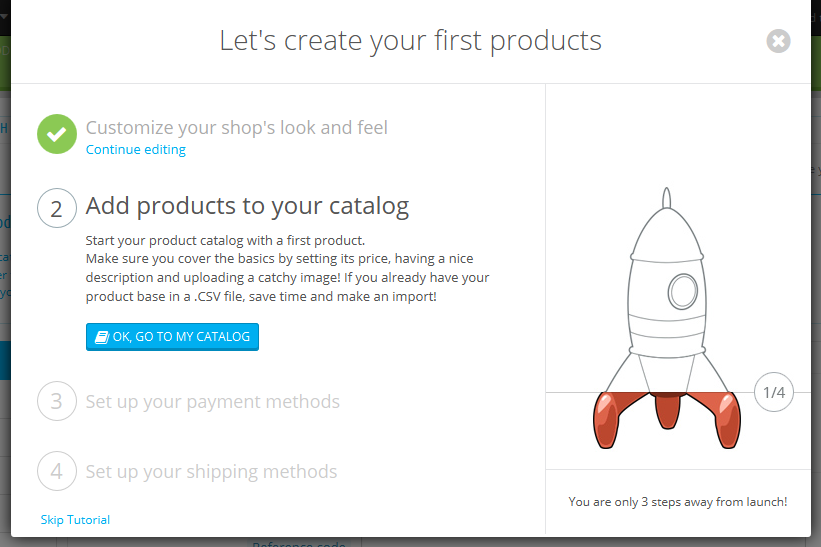 Let's create your first products
Customize your shop's look and feel
Continue editing
2
Add products to your catalog
Start your product catalog with a first product.
Make sure you cover the basics by setting its price, having a nice
description and uploading a catchy image! If you already have your
product base in a .CSV file, save time and make an import!
OK, GO TO MY CATALOG
1/4
3
Set up your payment methods
4
Set up your shipping methods
You are only 3 steps away from launch!
Skip Tutorial
Reference code